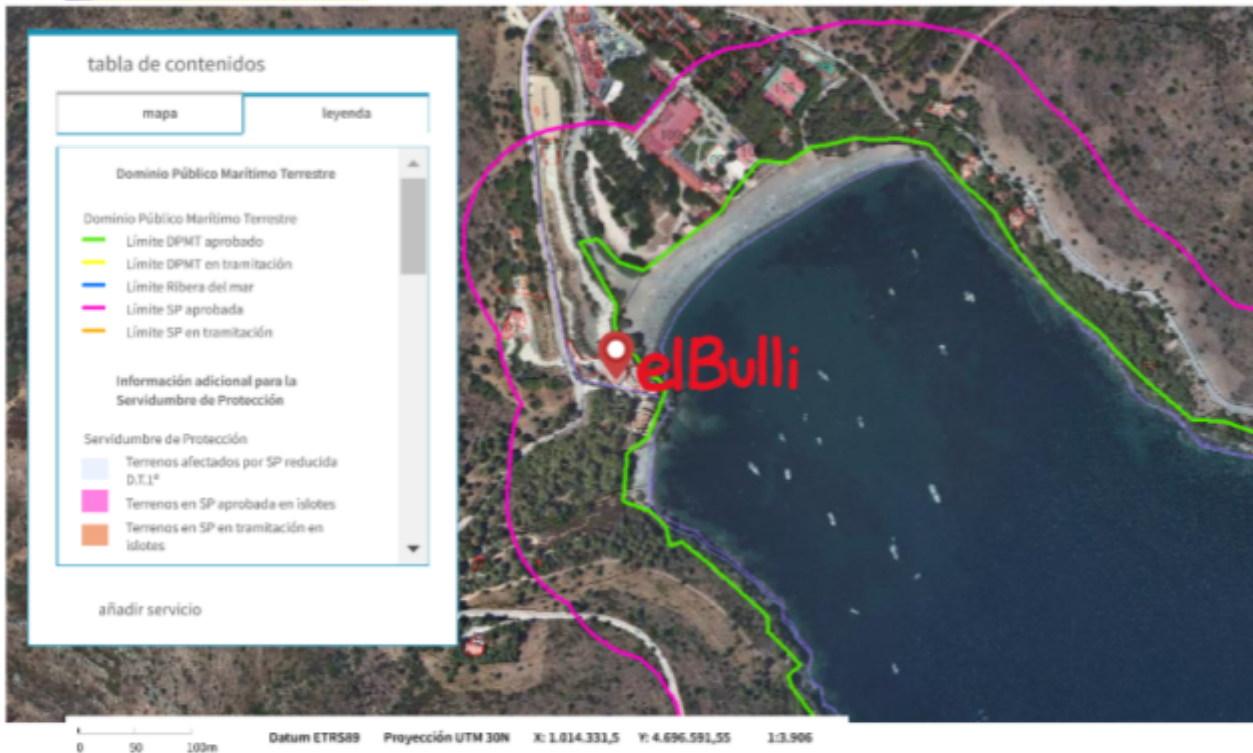 tabla de contenidos
mapa
leyenda
Dominio Público Marítimo Terrestre
Dominio Público Marítimo Terrestre
Límite DPMT aprobado
Límite DPMT en tramitación
Límite Ribera del mar
Límite SP aprobada
Límite SP en tramitación
Información adicional para la
Servidumbre de Protección
Servidumbre de Protección
Terrenos afectados por SP reducida
D.T.1ª
Terrenos en SP aprobada en islotes
Terrenos en SP en tramitación en
islotes
añadir servicio
elBulli
0 50 100m
Datum ETRS89 Proyección UTM 30N X: 1.014.331,5 Y: 4.696.591,55 1:3.906